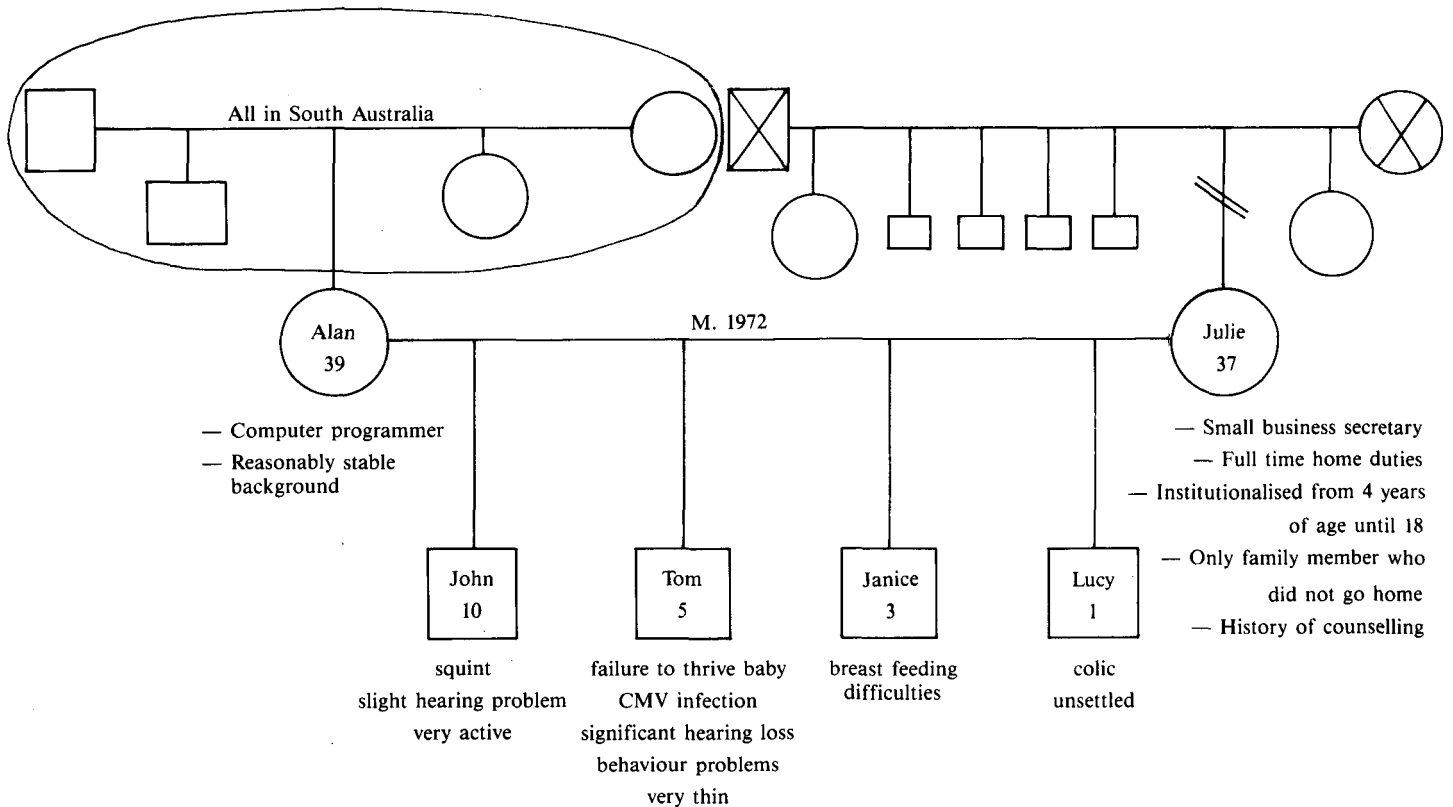 All in South Australia
M. 1972
Alan
39
Julie
37
— Computer programmer
— Reasonably stable
background
— Small business secretary
— Full time home duties
— Institutionalised from 4 years
of age until 18
— Only family member who
did not go home
— History of counselling
John
10
squint
slight hearing problem
very active
Tom
5
failure to thrive baby
CMV infection
significant hearing loss
behaviour problems
very thin
Janice
3
breast feeding
difficulties
Lucy
1
colic
unsettled